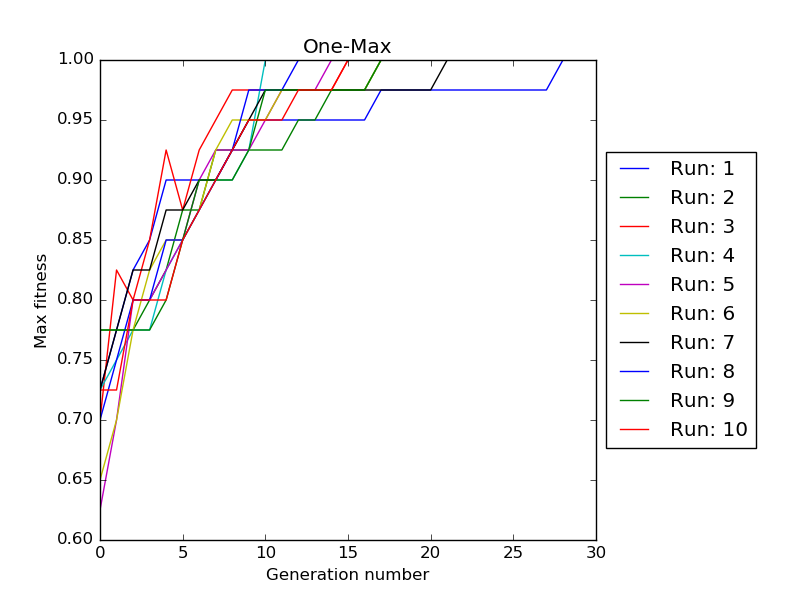 One-Max
1.00
0.95
0.90
0.85
0.80
0.75
0.70
0.65
0.60
Max fitness
0 5 10 15 20 25 30
Generation number
Run: 1
Run: 2
Run: 3
Run: 4
Run: 5
Run: 6
Run: 7
Run: 8
Run: 9
Run: 10